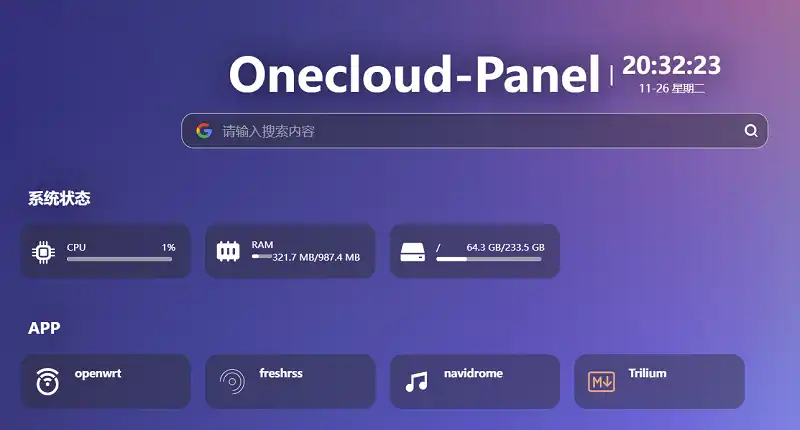 Onecloud-Panel | 20:32:23
11-26 星期二
请输入搜索内容
系统状态
CPU 1%
RAM
321.7 MB/987.4 MB
/ 64.3 GB/233.5 GB
APP
openwrt
freshrss
navidrome
M↓ Trilium